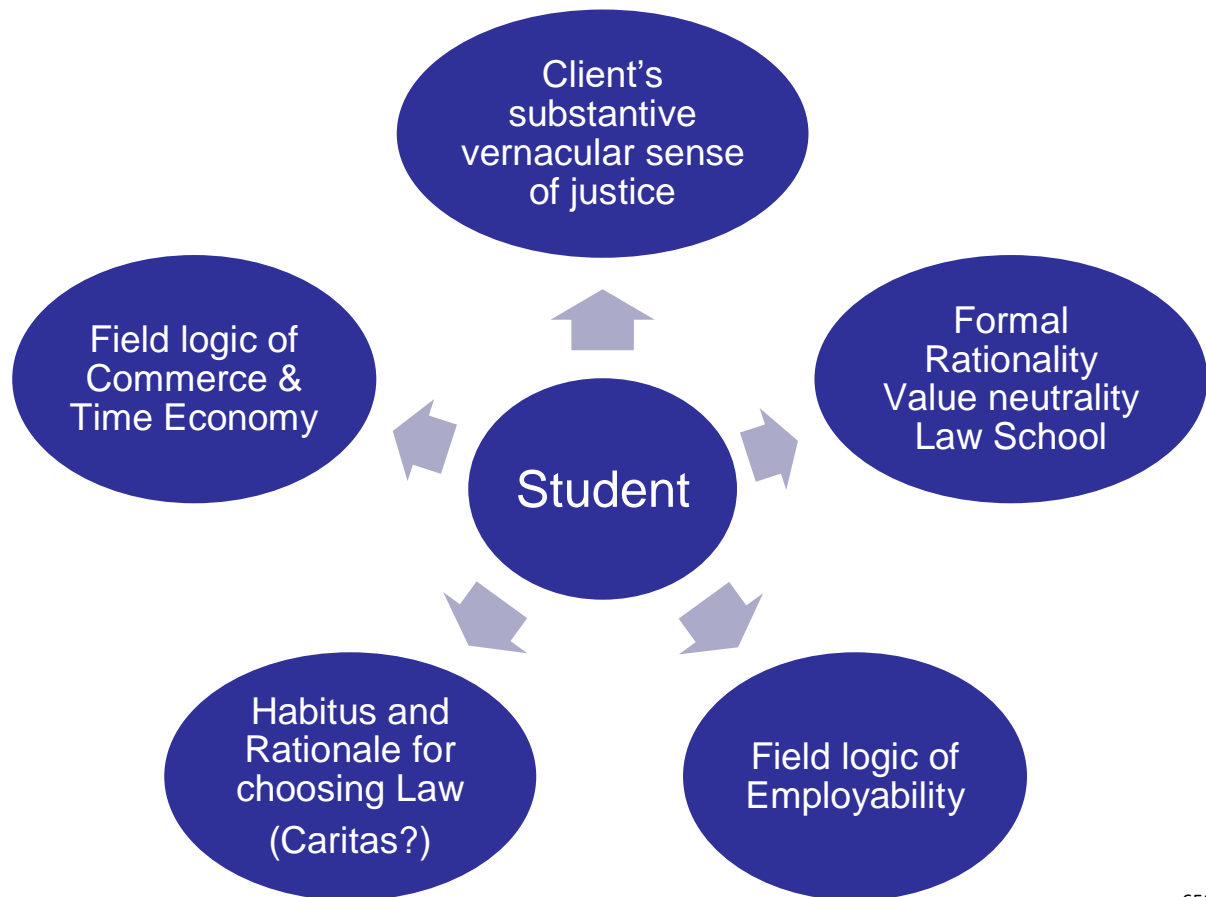 Client's
substantive
vernacular sense
of justice
Field logic of
Commerce &
Time Economy
Formal
Rationality
Value neutrality
Law School
Student
Habitus and
Rationale for
choosing Law
(Caritas?)
Field logic of
Employability